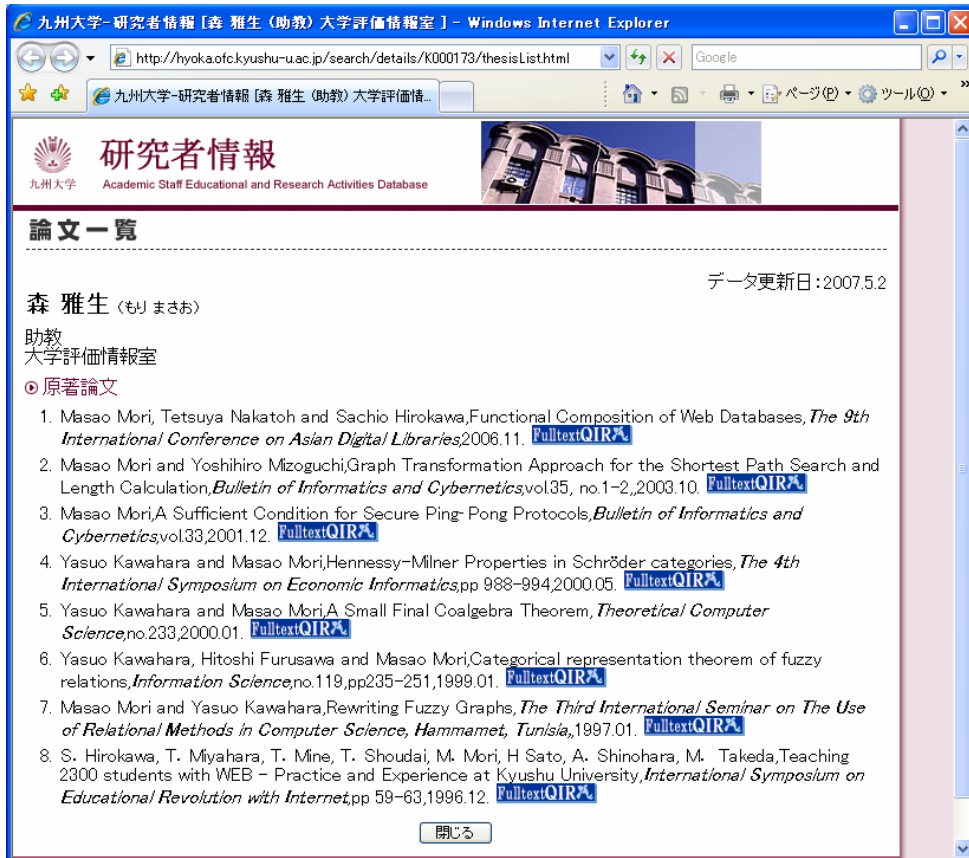 九州大学-研究者情報 [森 雅生 (助教) 大学評価情報室 ] - Windows Internet Explorer
http://hyoka.ofc.kyushu-u.ac.jp/search/details/K000173/thesisList.html
Google
九州大学-研究者情報 [森 雅生 (助教) 大学評価情...
ページ(P)
ツール(O)
»
九州大学
研究者情報
Academic Staff Educational and Research Activities Database
論文一覧
データ更新日:2007.5.2
森 雅生 (もり まさお)
助教
大学評価情報室
原著論文
1. Masao Mori, Tetsuya Nakatoh and Sachio Hirokawa,Functional Composition of Web Databases,The 9th
International Conference on Asian Digital Libraries,2006.11. FulltextQIR
2. Masao Mori and Yoshihiro Mizoguchi,Graph Transformation Approach for the Shortest Path Search and
Length Calculation,Bulletin of Informatics and Cybernetics,vol.35, no.1-2,,2003.10. FulltextQIR
3. Masao Mori,A Sufficient Condition for Secure Ping-Pong Protocols,Bulletin of Informatics and
Cybernetics,vol.33,2001.12. FulltextQIR
4. Yasuo Kawahara and Masao Mori,Hennessy-Milner Properties in Schröder categories,The 4th
International Symposium on Economic Informatics,pp 988-994,2000.05. FulltextQIR
5. Yasuo Kawahara and Masao Mori,A Small Final Coalgebra Theorem,Theoretical Computer
Science,no.233,2000.01. FulltextQIR
6. Yasuo Kawahara, Hitoshi Furusawa and Masao Mori,Categorical representation theorem of fuzzy
relations,Information Science,no.119,pp235-251,1999.01. FulltextQIR
7. Masao Mori and Yasuo Kawahara,Rewriting Fuzzy Graphs,The Third International Seminar on The Use
of Relational Methods in Computer Science, Hammamet, Tunisia,,1997.01. FulltextQIR
8. S. Hirokawa, T. Miyahara, T. Mine, T. Shoudai, M. Mori, H Sato, A. Shinohara, M. Takeda,Teaching
2300 students with WEB - Practice and Experience at Kyushu University,International Symposium on
Educational Revolution with Internet,pp 59-63,1996.12. FulltextQIR
閉じる